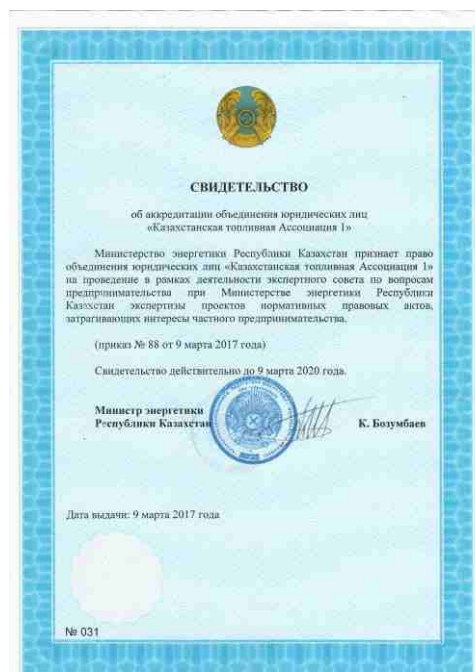 СВИДЕТЕЛЬСТВО
об аккредитации объединения юридических лиц
«Казахстанская топливная Ассоциация 1»
Министерство энергетики Республики Казахстан признает право
объединения юридических лиц «Казахстанская топливная Ассоциация 1»
на проведение в рамках деятельности экспертного совета по вопросам
предпринимательства при Министерстве энергетики Республики
Казахстан экспертизы проектов нормативных правовых актов,
затрагивающих интересы частного предпринимательства.
(приказ № 88 от 9 марта 2017 года)
Свидетельство действительно до 9 марта 2020 года.
Министр энергетики
Республики Казахстан К. Бозумбаев
Дата выдачи: 9 марта 2017 года
№ 031